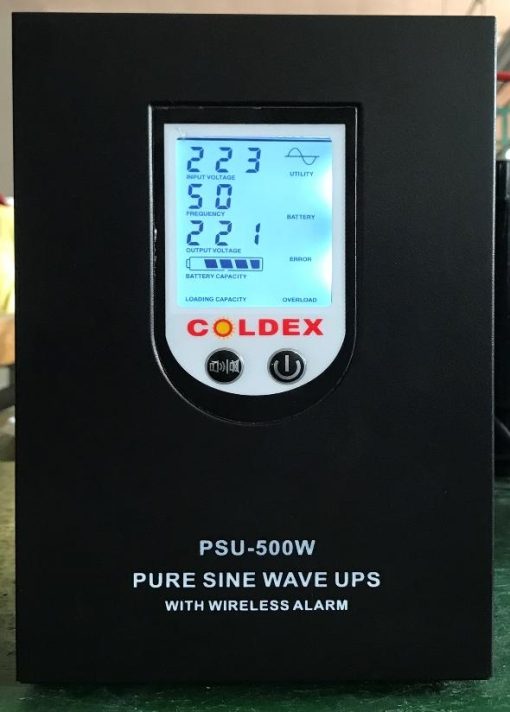 223
INPUT VOLTAGE
UTILITY
50
FREQUENCY
BATTERY
221
OUTPUT VOLTAGE
ERROR
BATTERY CAPACITY
LOADING CAPACITY
OVERLOAD
COLDEX
PSU-500W
PURE SINE WAVE UPS
WITH WIRELESS ALARM